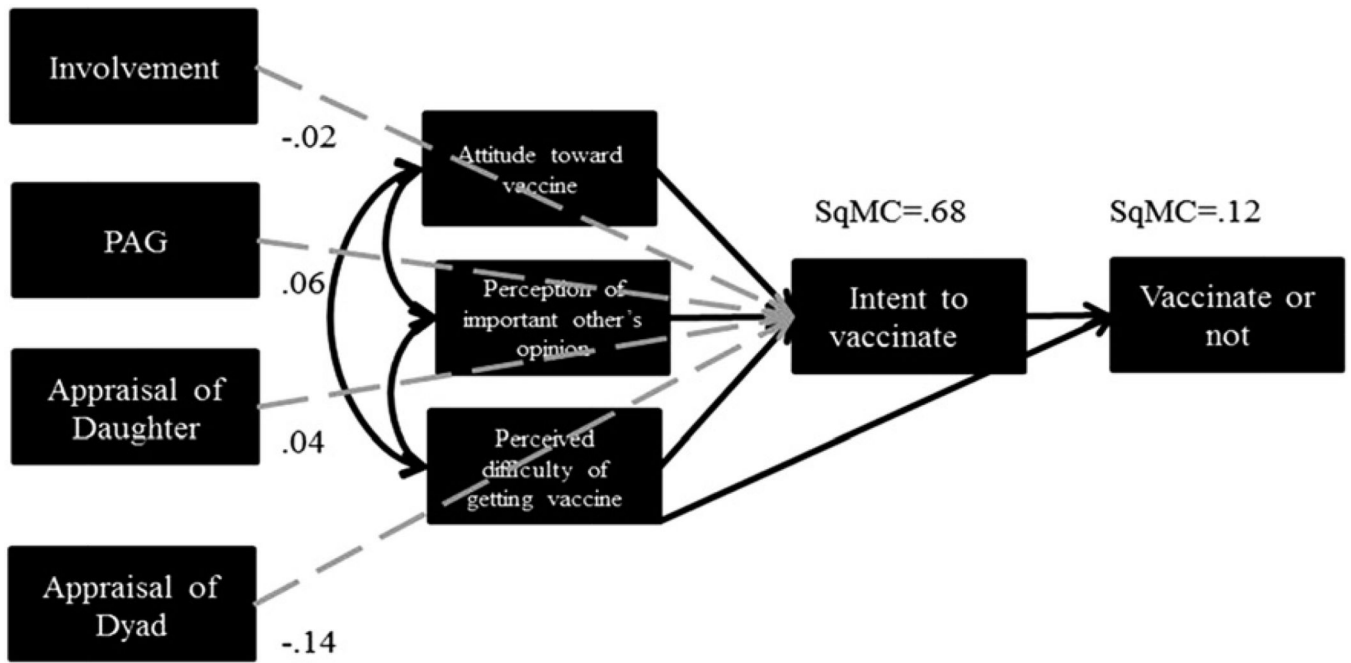 Involvement
-.02
PAG
.06
Appraisal of
Daughter
.04
Appraisal of
Dyad
-.14
Attitude toward
vaccine
Perception of
important other's
opinion
Perceived
difficulty of
getting vaccine
SqMC=.68
Intent to
vaccinate
SqMC=.12
Vaccinate or
not